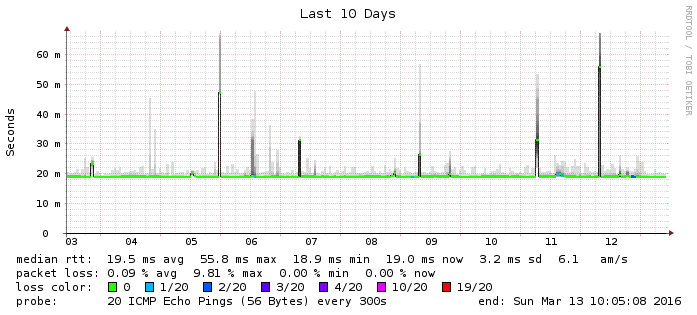 Last 10 Days
RRDTOOL / TOBI OETIKER
Seconds
60 m
50 m
40 m
30 m
20 m
10 m
0
03 04 05 06 07 08 09 10 11 12
median rtt: 19.5 ms avg 55.8 ms max 18.9 ms min 19.0 ms now 3.2 ms sd 6.1 am/s
packet loss: 0.09 % avg 9.81 % max 0.00 % min 0.00 % now
loss color: 0 1/20 2/20 3/20 4/20 10/20 19/20
probe: 20 ICMP Echo Pings (56 Bytes) every 300s end: Sun Mar 13 10:05:08 2016